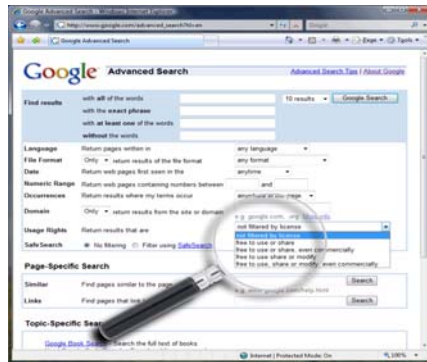 Google Advanced Search - Windows Internet Explorer
http://www.google.com/advanced_search?hl=en
Google
Google Advanced Search
Page
Tools
Google Advanced Search
Advanced Search Tips | About Google
Find results
with all of the words
10 results
Google Search
with the exact phrase
with at least one of the words
without the words
Language
Return pages written in
any language
File Format
Only
return results of the file format
any format
Date
Return web pages first seen in the
anytime
Numeric Range
Return web pages containing numbers between
and
Occurrences
Return results where my terms occur
anywhere in the page
Domain
Only
return results from the site or domain
e.g. google.com, .org
Usage Rights
Return results that are
not filtered by license
not filtered by license
free to use or share
free to use or share, even commercially
free to use share or modify
free to use, share or modify, even commercially
SafeSearch
No filtering
Filter using SafeSearch
Page-Specific Search
Similar
Find pages similar to the page
Search
Links
Find pages that link
Search
Topic-Specific
Google Book
Search the full text of books
Internet | Protected Mode: On
100%